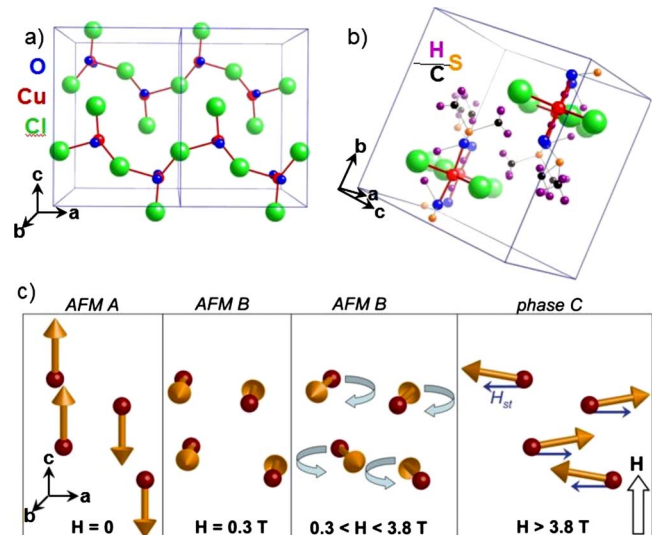 a)
O
Cu
Cl
c
b
a
b)
H
S
C
b
a
c
c)
AFM A
AFM B
AFM B
phase C
c
b
a
H_st
H
H = 0
H = 0.3 T
0.3 < H < 3.8 T
H > 3.8 T